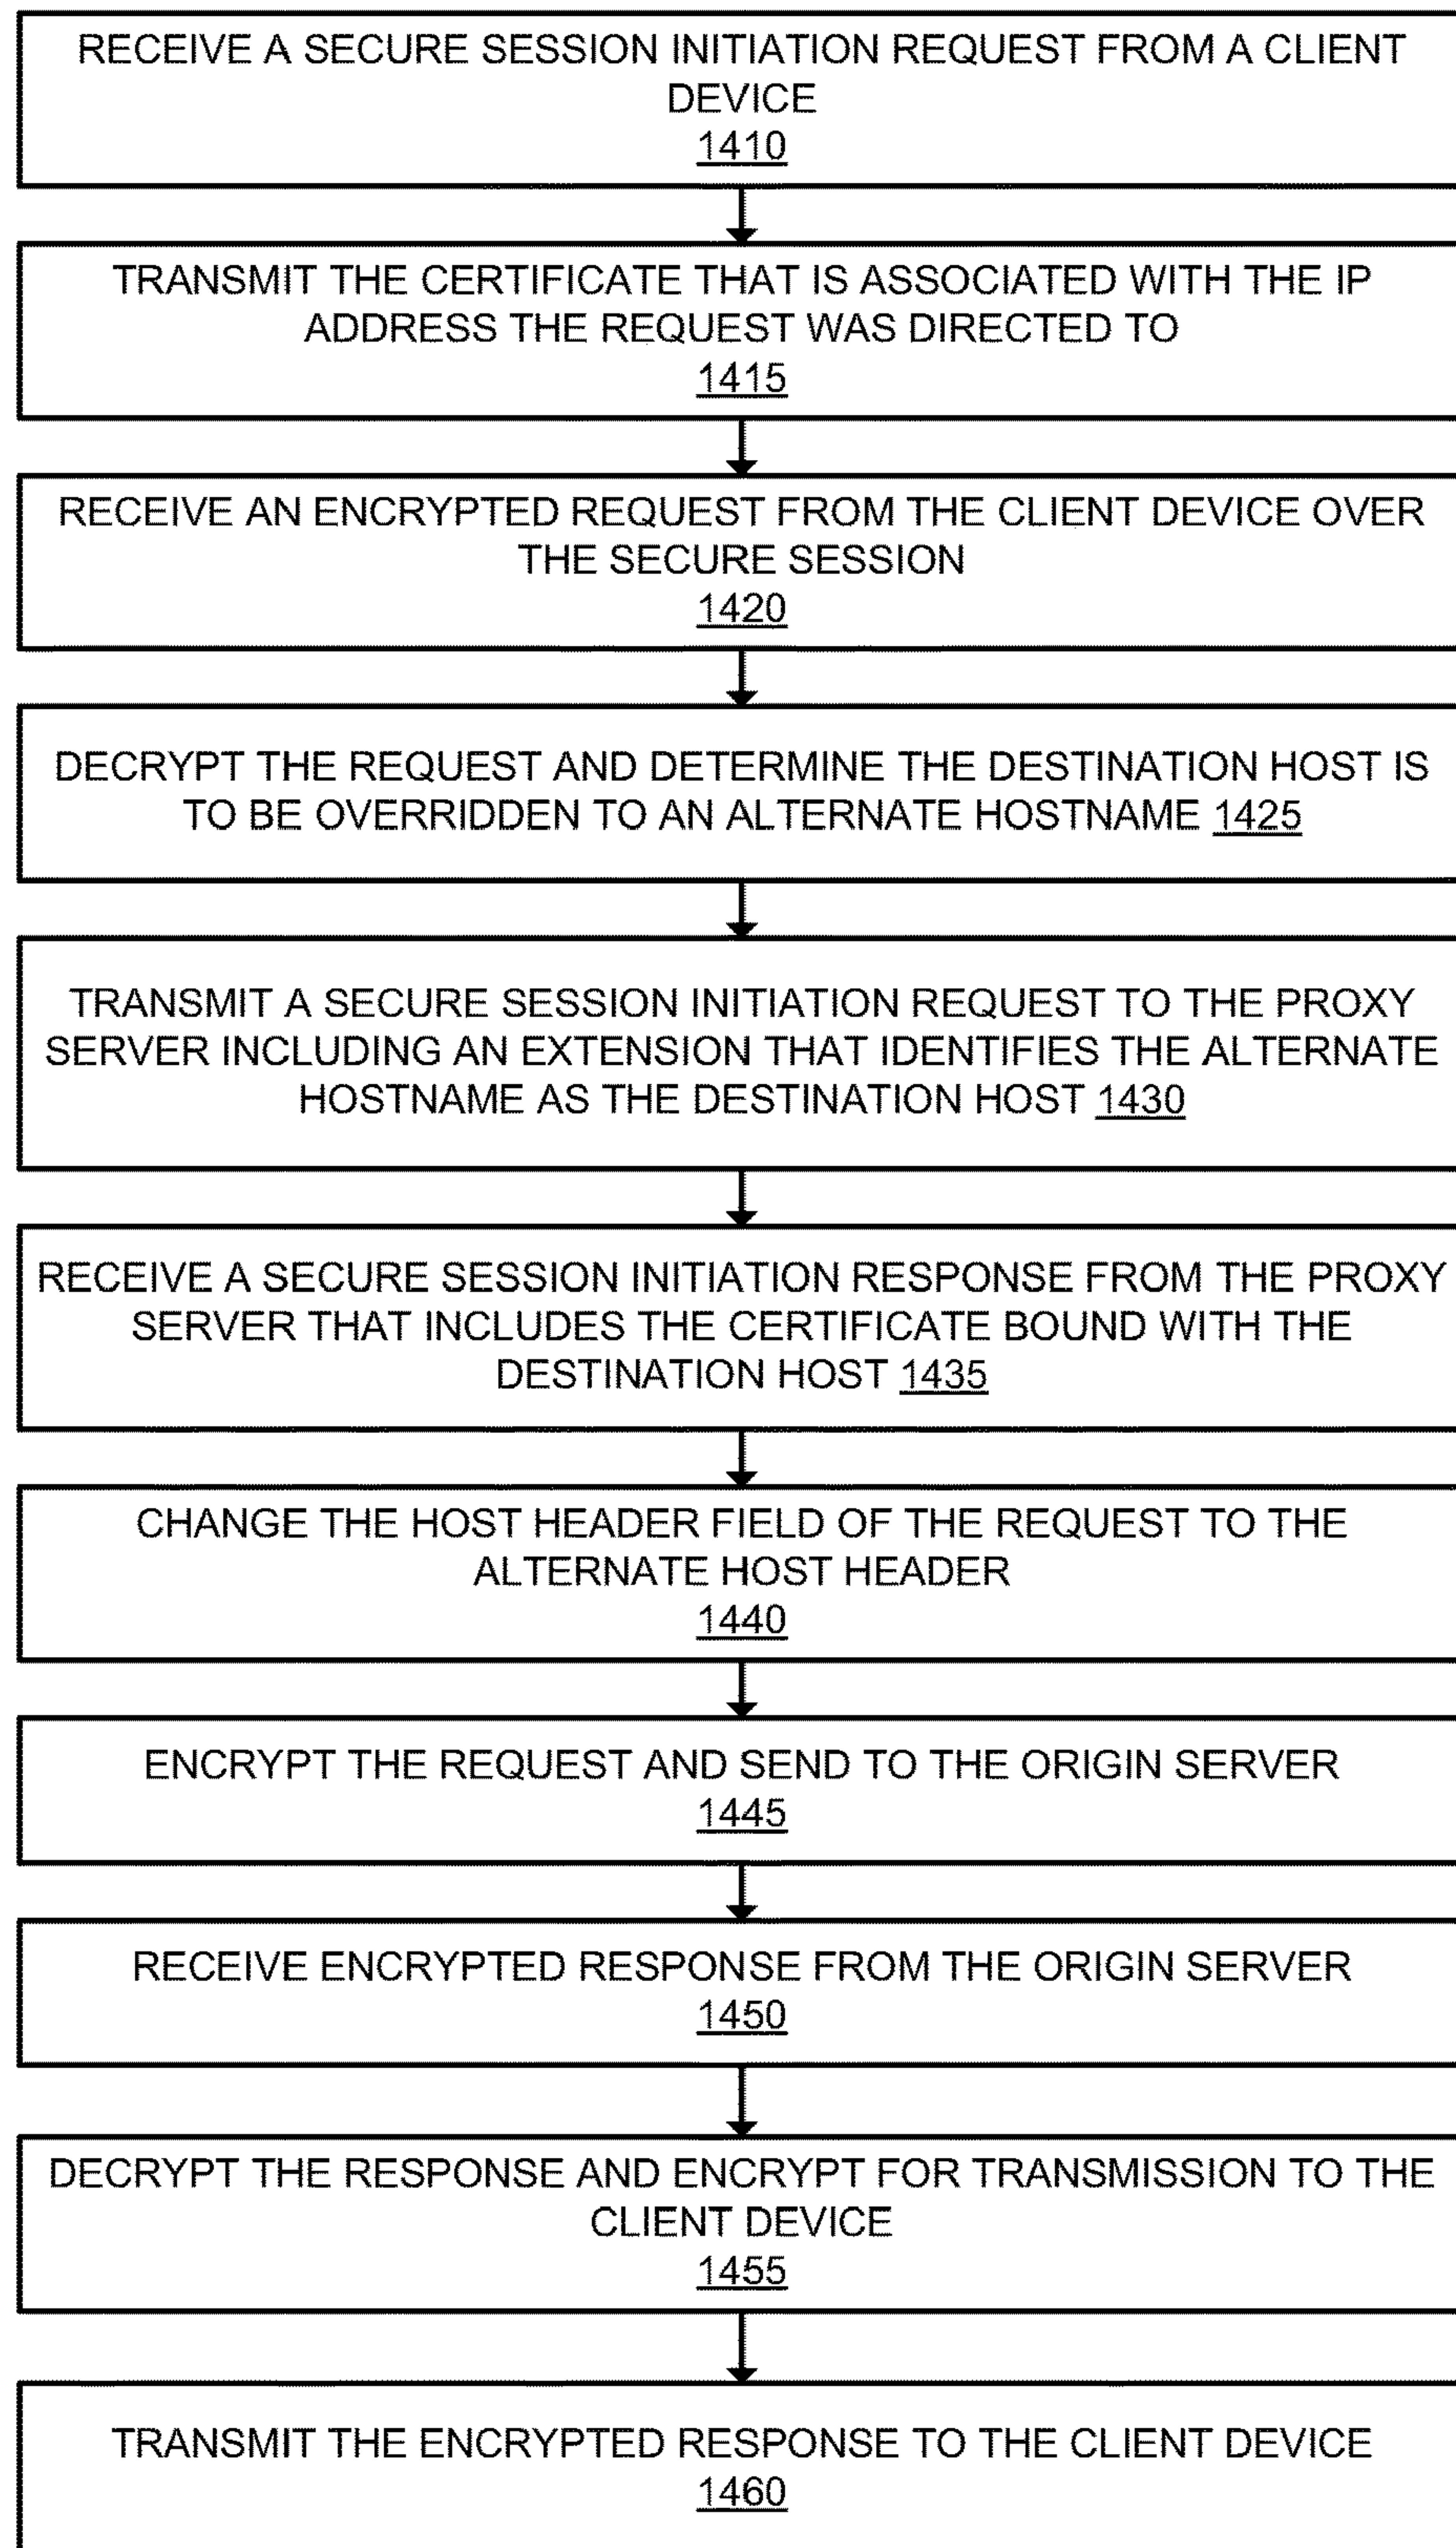 RECEIVE A SECURE SESSION INITIATION REQUEST FROM A CLIENT
DEVICE
1410
TRANSMIT THE CERTIFICATE THAT IS ASSOCIATED WITH THE IP
ADDRESS THE REQUEST WAS DIRECTED TO
1415
RECEIVE AN ENCRYPTED REQUEST FROM THE CLIENT DEVICE OVER
THE SECURE SESSION
1420
DECRYPT THE REQUEST AND DETERMINE THE DESTINATION HOST IS
TO BE OVERRIDDEN TO AN ALTERNATE HOSTNAME 1425
TRANSMIT A SECURE SESSION INITIATION REQUEST TO THE PROXY
SERVER INCLUDING AN EXTENSION THAT IDENTIFIES THE ALTERNATE
HOSTNAME AS THE DESTINATION HOST 1430
RECEIVE A SECURE SESSION INITIATION RESPONSE FROM THE PROXY
SERVER THAT INCLUDES THE CERTIFICATE BOUND WITH THE
DESTINATION HOST 1435
CHANGE THE HOST HEADER FIELD OF THE REQUEST TO THE
ALTERNATE HOST HEADER
1440
ENCRYPT THE REQUEST AND SEND TO THE ORIGIN SERVER
1445
RECEIVE ENCRYPTED RESPONSE FROM THE ORIGIN SERVER
1450
DECRYPT THE RESPONSE AND ENCRYPT FOR TRANSMISSION TO THE
CLIENT DEVICE
1455
TRANSMIT THE ENCRYPTED RESPONSE TO THE CLIENT DEVICE
1460